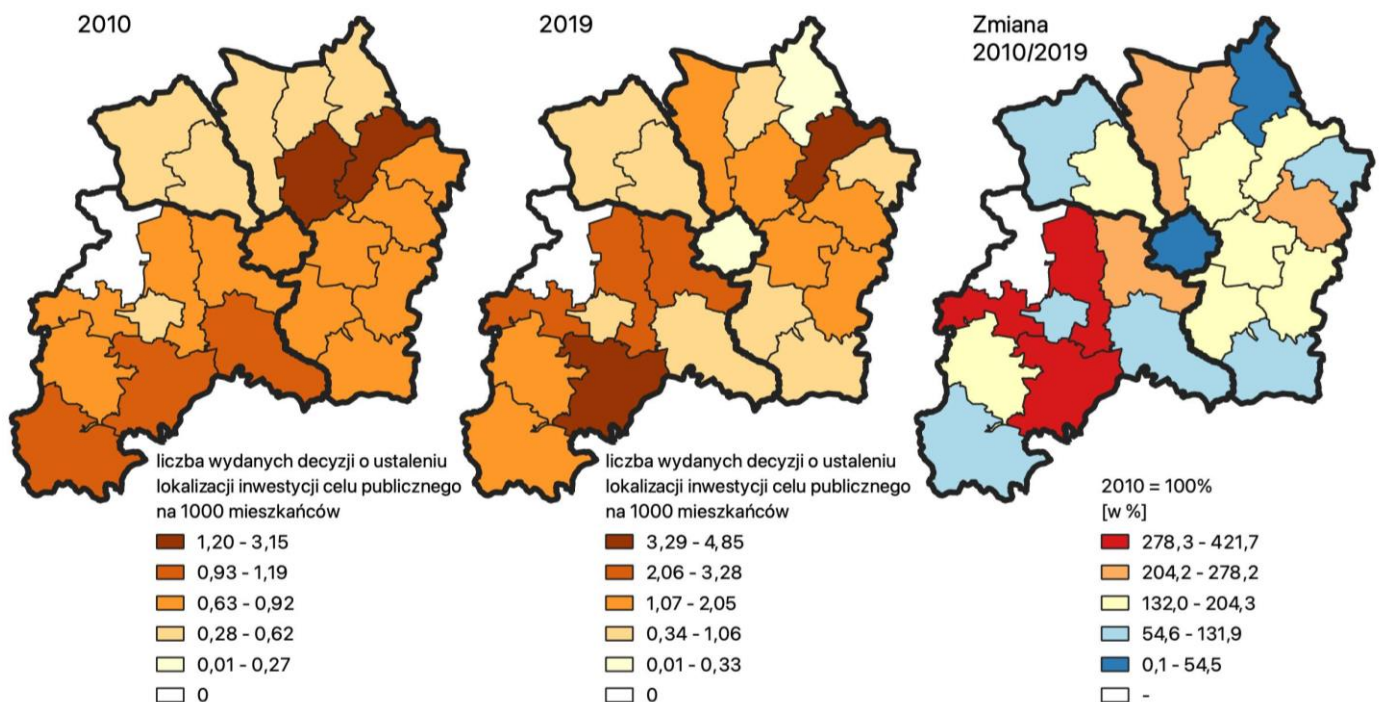 2010
2019
Zmiana
2010/2019
liczba wydanych decyzji o ustaleniu
lokalizacji inwestycji celu publicznego
na 1000 mieszkańców
1,20 - 3,15
0,93 - 1,19
0,63 - 0,92
0,28 - 0,62
0,01 - 0,27
0
liczba wydanych decyzji o ustaleniu
lokalizacji inwestycji celu publicznego
na 1000 mieszkańców
3,29 - 4,85
2,06 - 3,28
1,07 - 2,05
0,34 - 1,06
0,01 - 0,33
0
2010 = 100%
[w %]
278,3 - 421,7
204,2 - 278,2
132,0 - 204,3
54,6 - 131,9
0,1 - 54,5
-